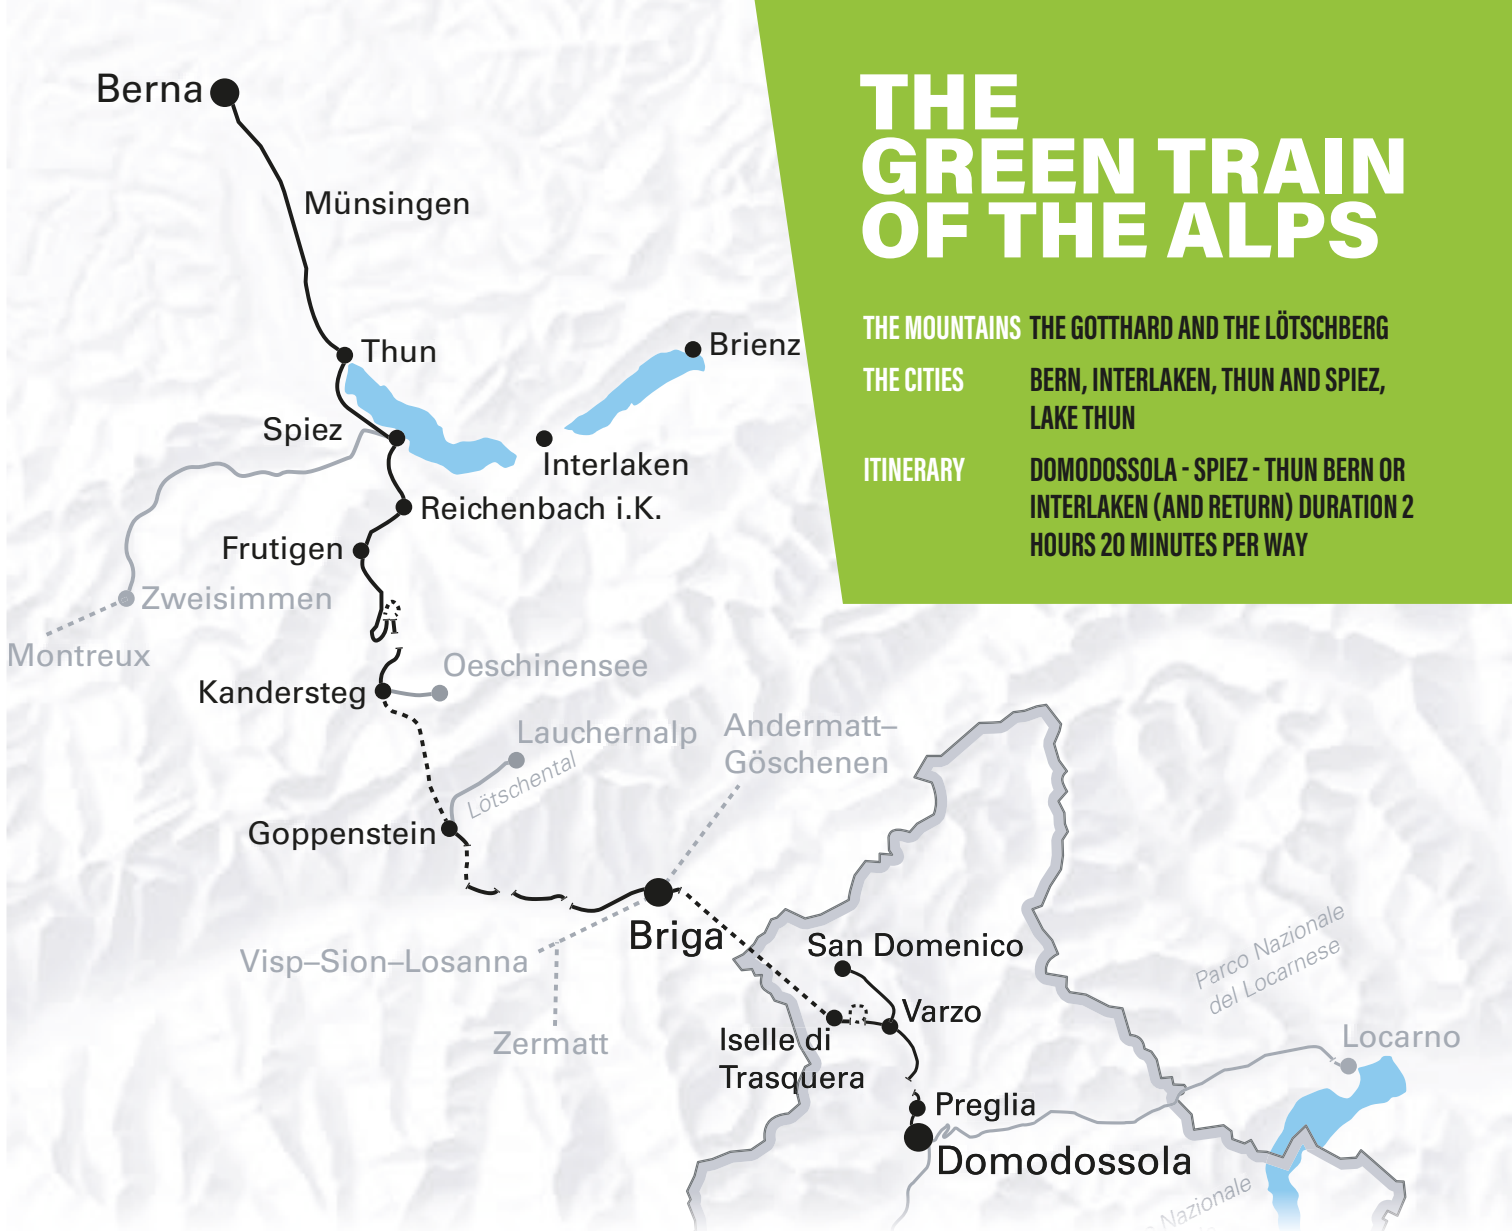 THE
GREEN TRAIN
OF THE ALPS
THE MOUNTAINS THE GOTTHARD AND THE LÖTSCHBERG
THE CITIES BERN, INTERLAKEN, THUN AND SPIEZ,
LAKE THUN
ITINERARY DOMODOSSOLA - SPIEZ - THUN BERN OR
INTERLAKEN (AND RETURN) DURATION 2
HOURS 20 MINUTES PER WAY
Berna
Münsingen
Thun
Brienz
Spiez
Interlaken
Reichenbach i.K.
Frutigen
Zweisimmen
Montreux
Oeschinensee
Kandersteg
Lauchernalp
Andermatt–
Göschenen
Lötschental
Goppenstein
Briga
Visp–Sion–Losanna
Zermatt
San Domenico
Varzo
Iselle di
Trasquera
Preglia
Domodossola
Parco Nazionale
del Locarnese
Locarno
Nazionale